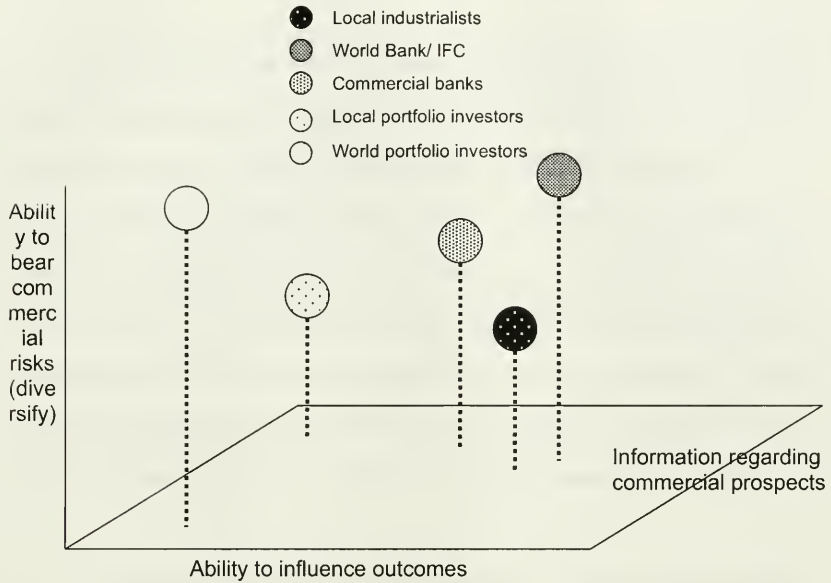 Local industrialists
World Bank/ IFC
Commercial banks
Local portfolio investors
World portfolio investors
Abilit
y to
bear
com
merc
ial
risks
(dive
rsify)
Information regarding
commercial prospects
Ability to influence outcomes